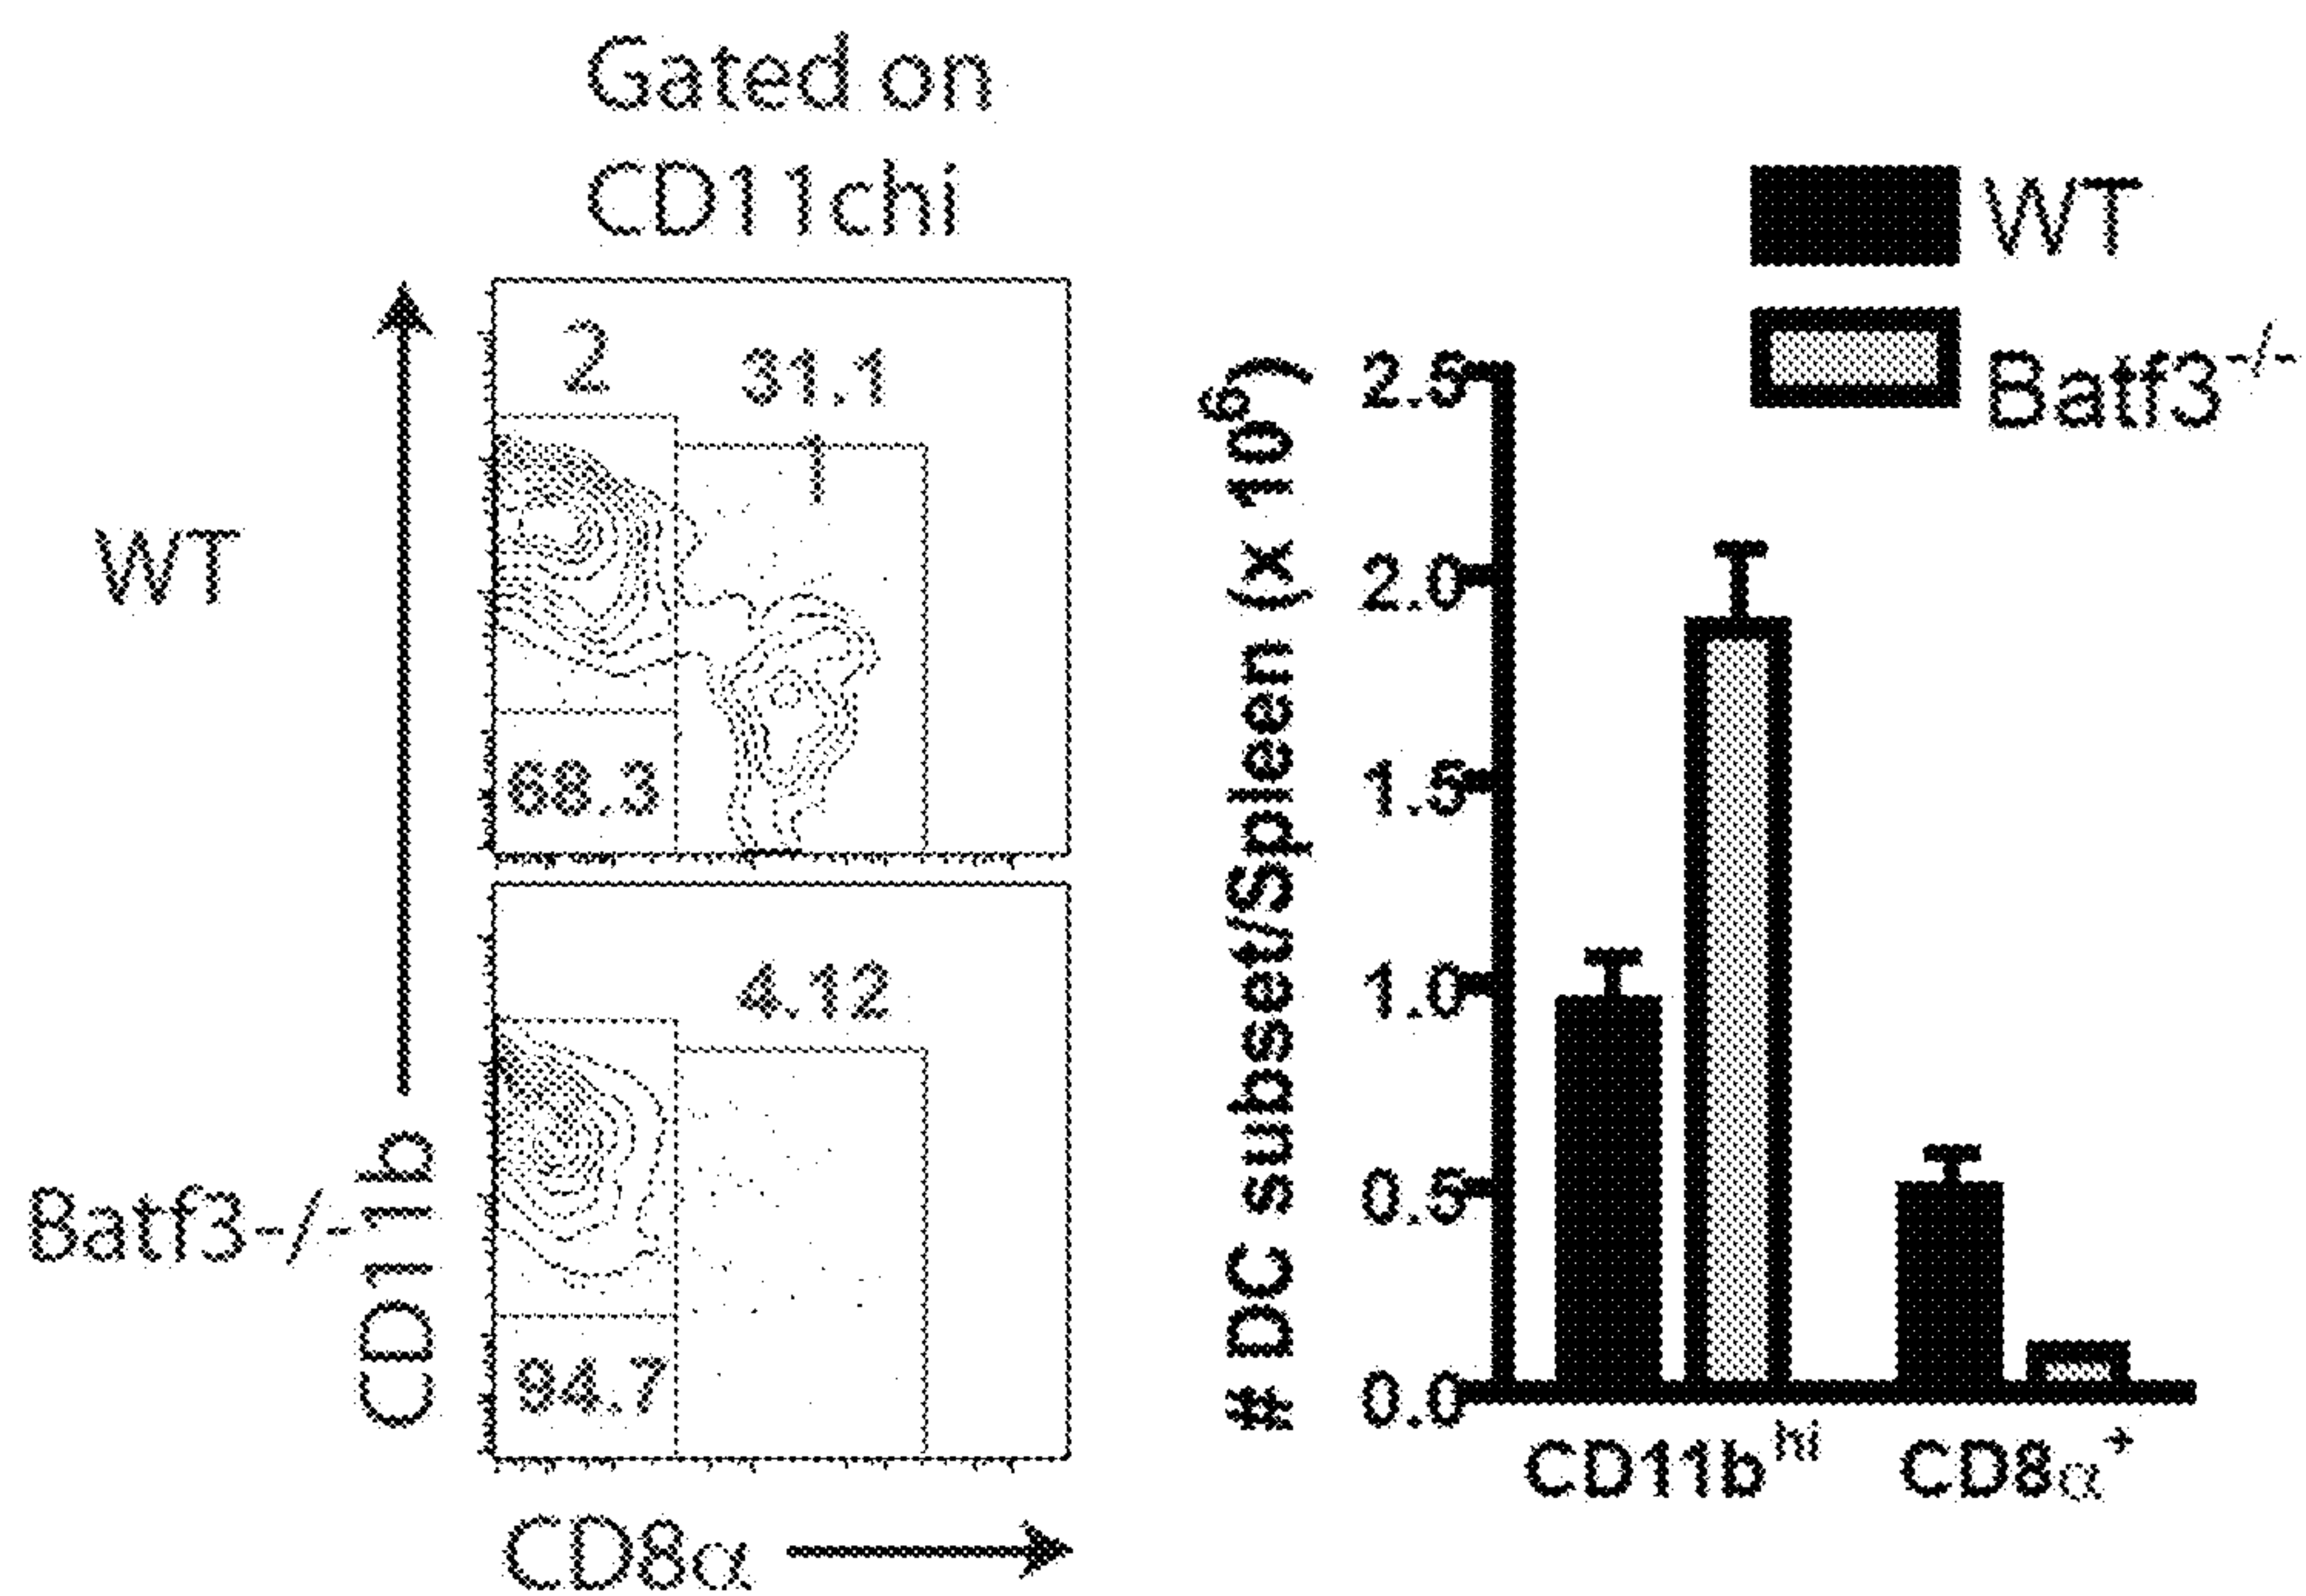 Gated on
CD11chi
WT
Batf3-/-
CD11b
2
31.1
1
68.3
4.12
94.7
CD8α
WT
Batf3-/-
# DC subset/Spleen (x 10⁶)
2.5
2.0
1.5
1.0
0.5
0.0
CD11bʰⁱ
CD8α⁺